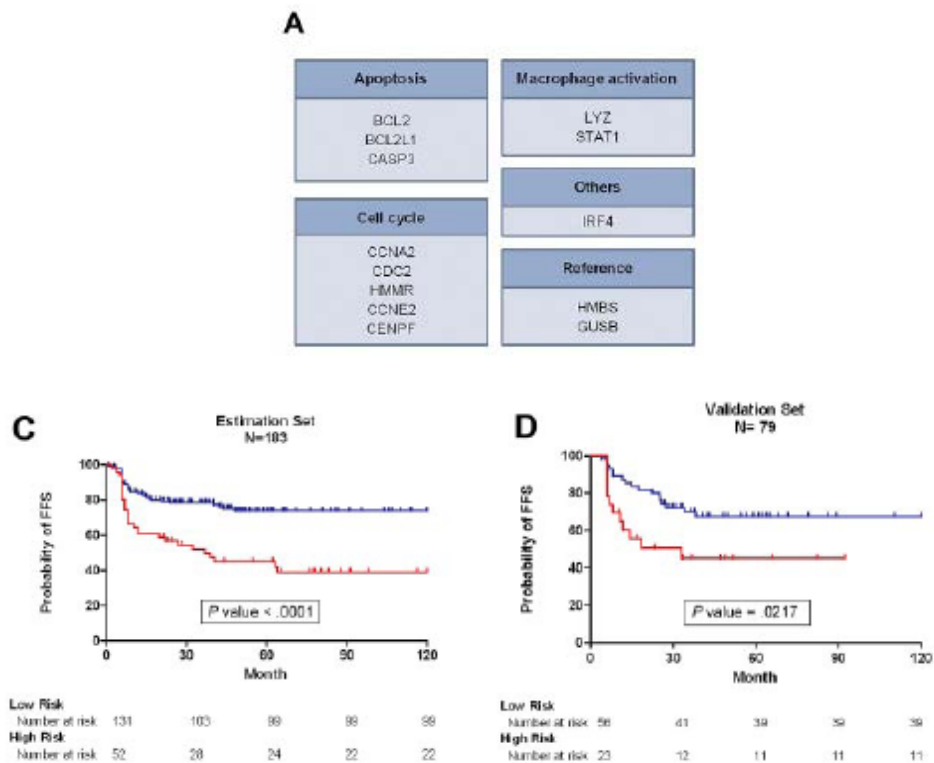 A
Apoptosis
BCL2
BCL2L1
CASP3
Macrophage activation
LYZ
STAT1
Others
IRF4
Cell cycle
CCNA2
CDC2
HMMR
CCNE2
CENPF
Reference
HMBS
GUSB
C
Estimation Set
N=183
Probability of FFS
100
80
60
40
20
0
P value < .0001
0 30 60 90 120
Month
Low Risk
Number at risk 131 103 99 99 99
High Risk
Number at risk 52 28 24 22 22
D
Validation Set
N= 79
Probability of FFS
100
80
60
40
20
0
P value = .0217
0 30 60 90 120
Month
Low Risk
Number at risk 56 41 39 39 39
High Risk
Number at risk 23 12 11 11 11